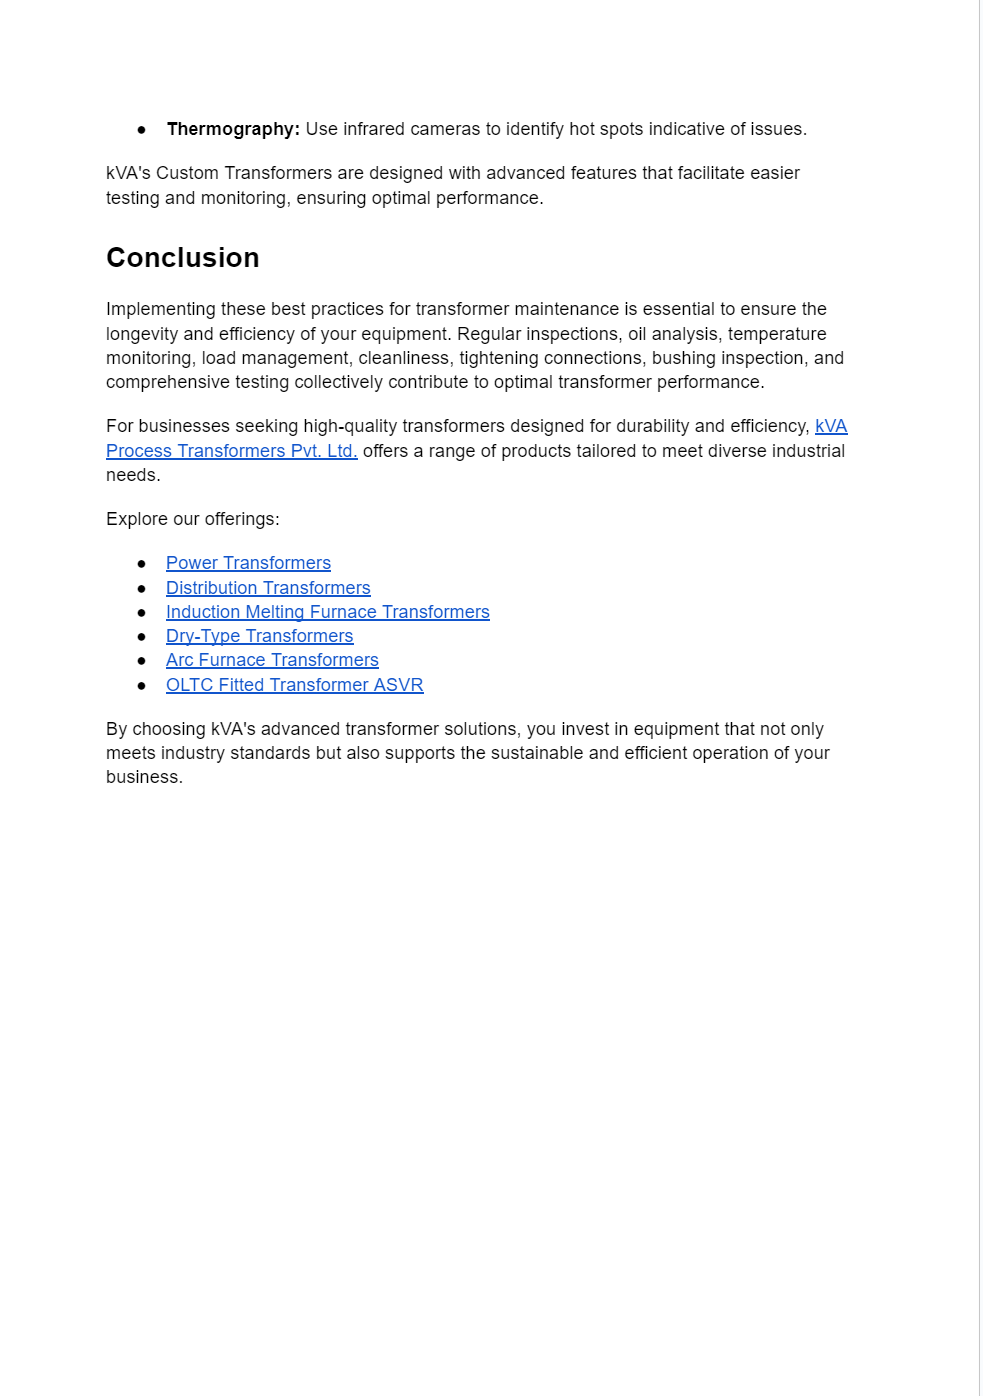 ● Thermography: Use infrared cameras to identify hot spots indicative of issues.
kVA's Custom Transformers are designed with advanced features that facilitate easier
testing and monitoring, ensuring optimal performance.
Conclusion
Implementing these best practices for transformer maintenance is essential to ensure the
longevity and efficiency of your equipment. Regular inspections, oil analysis, temperature
monitoring, load management, cleanliness, tightening connections, bushing inspection, and
comprehensive testing collectively contribute to optimal transformer performance.
For businesses seeking high-quality transformers designed for durability and efficiency, kVA
Process Transformers Pvt. Ltd. offers a range of products tailored to meet diverse industrial
needs.
Explore our offerings:
● Power Transformers
● Distribution Transformers
● Induction Melting Furnace Transformers
● Dry-Type Transformers
● Arc Furnace Transformers
● OLTC Fitted Transformer ASVR
By choosing kVA's advanced transformer solutions, you invest in equipment that not only
meets industry standards but also supports the sustainable and efficient operation of your
business.